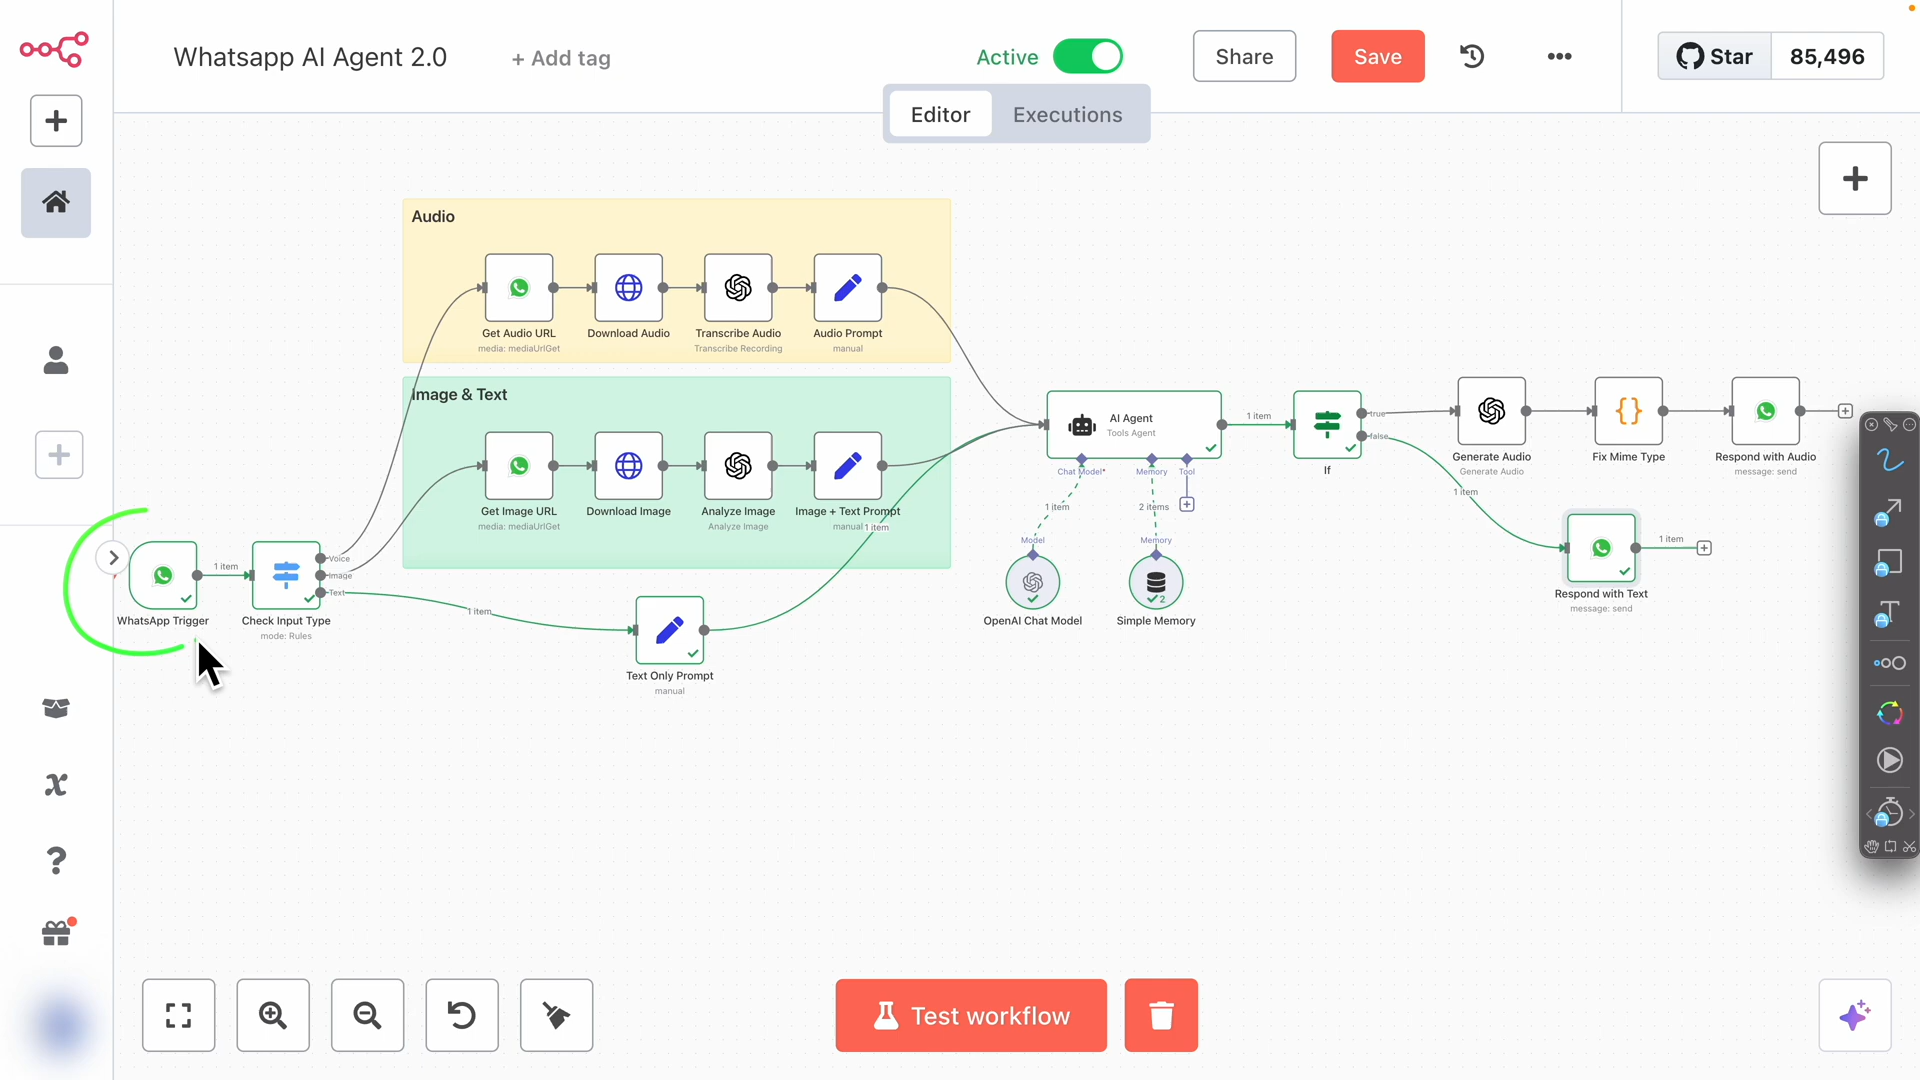 Whatsapp AI Agent 2.0
+ Add tag
Active
Share
Save
Star
85,496
Editor
Executions
Audio
Get Audio URL
media: mediaUrlGet
Download Audio
Transcribe Audio
Transcribe Recording
Audio Prompt
manual
Image & Text
Get Image URL
media: mediaUrlGet
Download Image
Analyze Image
Analyze Image
Image + Text Prompt
manual
1 item
WhatsApp Trigger
1 item
Check Input Type
mode: Rules
Voice
Image
Text
1 item
Text Only Prompt
manual
AI Agent
Tools Agent
Chat Model*
Memory
Tool
1 item
2 items
Model
Memory
OpenAI Chat Model
2
Simple Memory
1 item
If
true
false
1 item
Generate Audio
Generate Audio
Fix Mime Type
Respond with Audio
message: send
Respond with Text
message: send
1 item
Test workflow